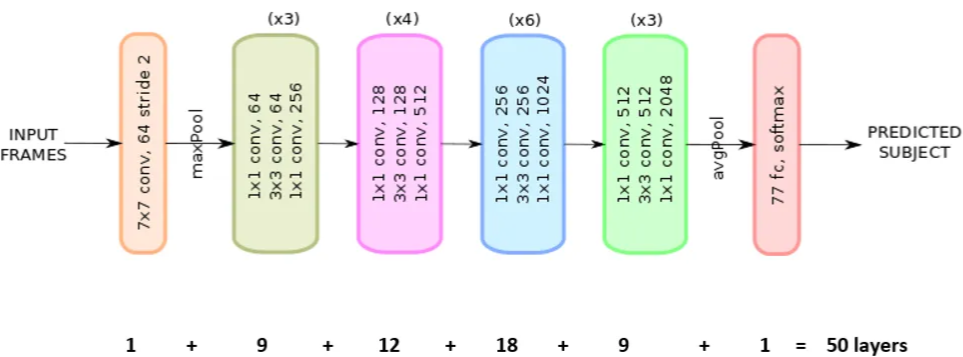 (x3) (x4) (x6) (x3)
INPUT
FRAMES
7x7 conv, 64 stride 2
maxPool
1x1 conv, 64
3x3 conv, 64
1x1 conv, 256
1x1 conv, 128
3x3 conv, 128
1x1 conv, 512
1x1 conv, 256
3x3 conv, 256
1x1 conv, 1024
1x1 conv, 512
3x3 conv, 512
1x1 conv, 2048
avgPool
77 fc, softmax
PREDICTED
SUBJECT
1 + 9 + 12 + 18 + 9 + 1 = 50 layers